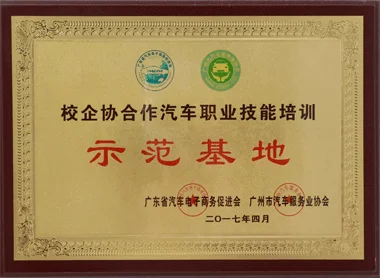 校企协合作汽车职业技能培训
示范基地
广东省汽车电子商务促进会 广州市汽车服务业协会
二〇一七年四月